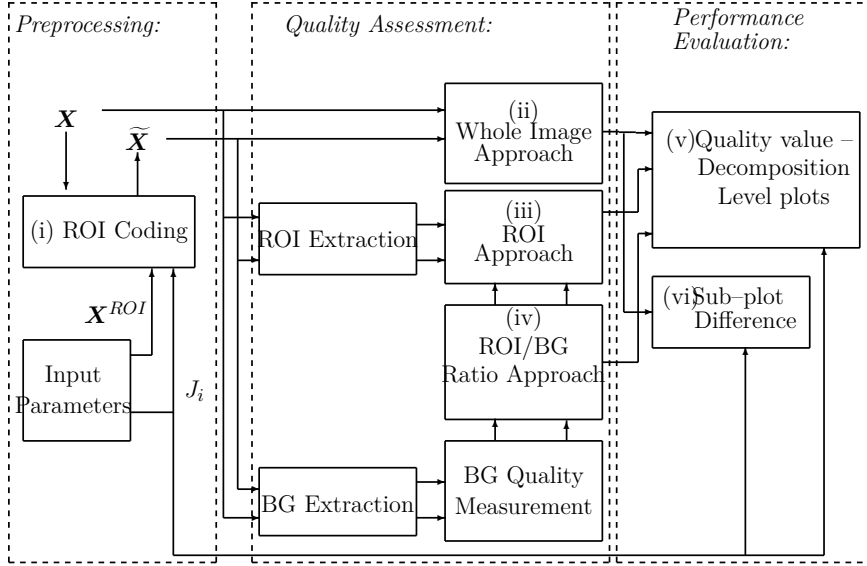 Preprocessing:
Quality Assessment:
Performance
Evaluation:
X
X̃
(i) ROI Coding
X^{ROI}
Input
Parameters
J_i
ROI Extraction
BG Extraction
(ii)
Whole Image
Approach
(iii)
ROI
Approach
(iv)
ROI/BG
Ratio Approach
BG Quality
Measurement
(v) Quality value –
Decomposition
Level plots
(vi) Sub–plot
Difference